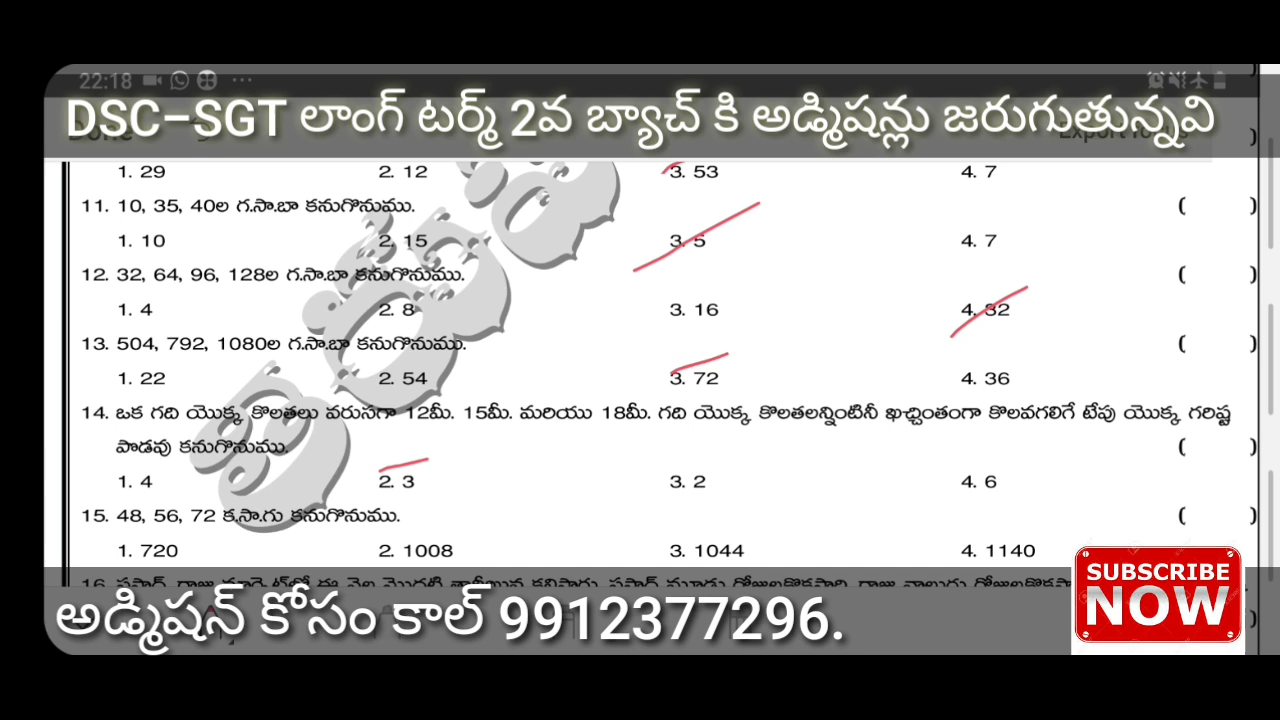 22:18
DSC–SGT లాంగ్ టర్మ్ 2వ బ్యాచ్ కి అడ్మిషన్లు జరుగుతున్నవి
1. 29 2. 12 3. 53 4. 7
11. 10, 35, 40ల గ.సా.బా కనుగొనుము. ( )
1. 10 2. 15 3. 5 4. 7
12. 32, 64, 96, 128ల గ.సా.బా కనుగొనుము. ( )
1. 4 2. 8 3. 16 4. 32
13. 504, 792, 1080ల గ.సా.బా కనుగొనుము. ( )
1. 22 2. 54 3. 72 4. 36
14. ఒక గది యొక్క కొలతలు వరుసగా 12మీ. 15మీ. మరియు 18మీ. గది యొక్క కొలతలన్నింటినీ ఖచ్చింతంగా కొలవగలిగే టేపు యొక్క గరిష్ట
పొడవు కనుగొనుము. ( )
1. 4 2. 3 3. 2 4. 6
15. 48, 56, 72 క.సా.గు కనుగొనుము. ( )
1. 720 2. 1008 3. 1044 4. 1140
అడ్మిషన్ కోసం కాల్ 9912377296.
SUBSCRIBE
NOW